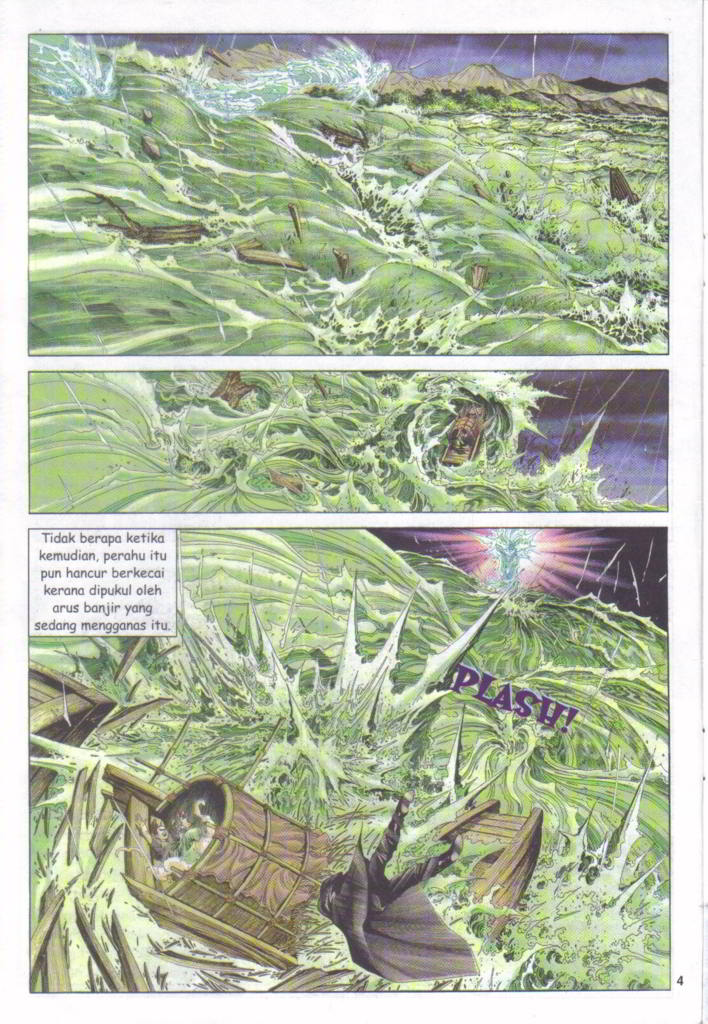 Tidak berapa ketika
kemudian, perahu itu
pun hancur berkecai
kerana dipukul oleh
arus banjir yang
sedang mengganas itu.
PLASH!
4